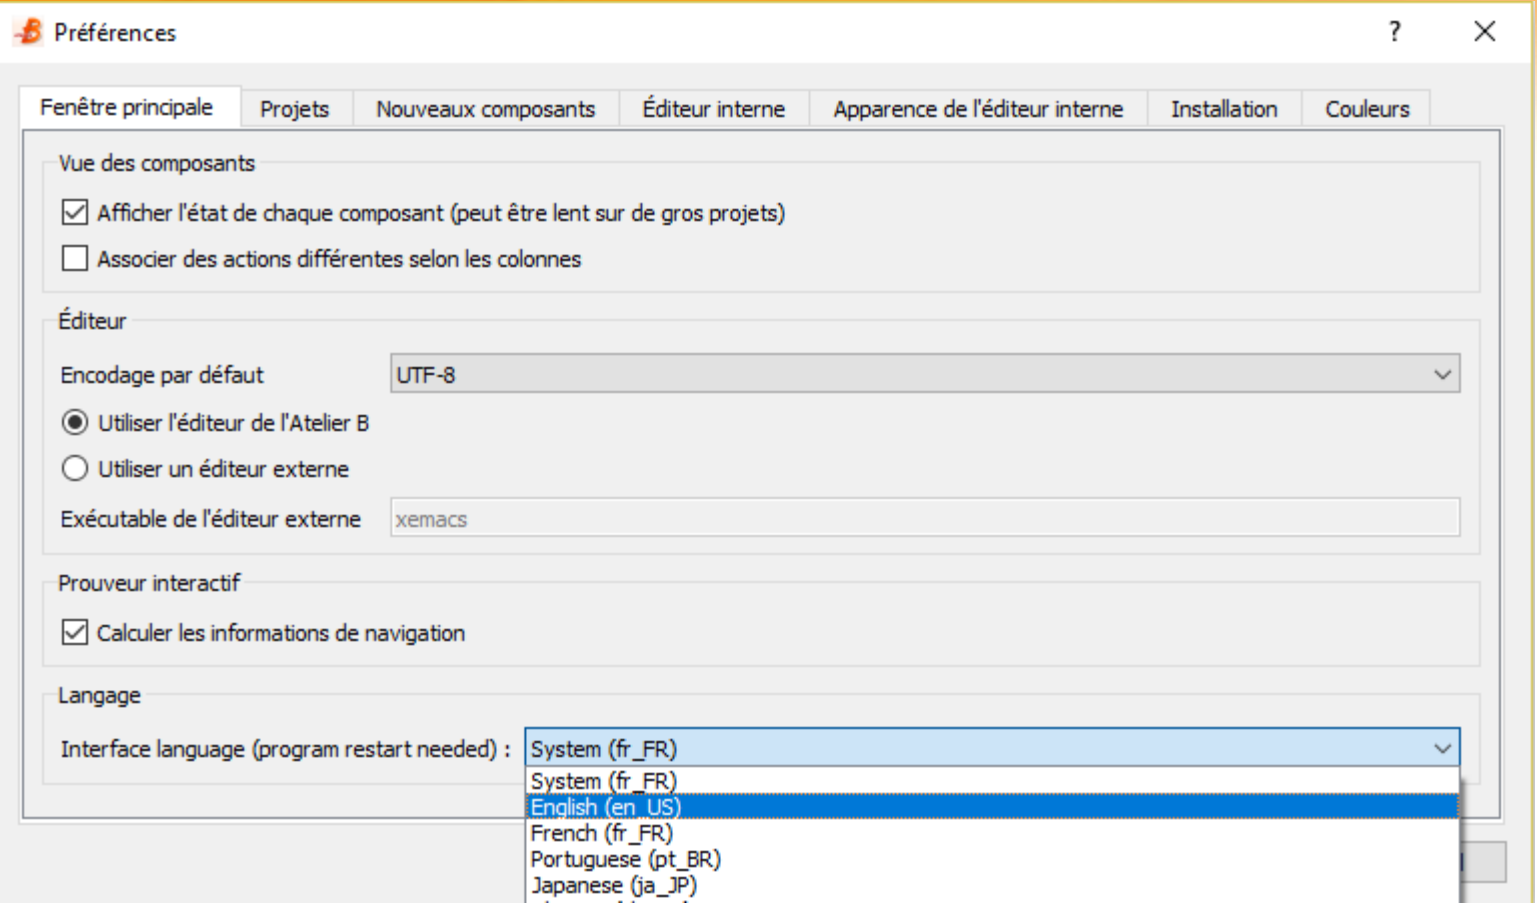 Préférences
?
Fenêtre principale Projets Nouveaux composants Éditeur interne Apparence de l'éditeur interne Installation Couleurs
Vue des composants
Afficher l'état de chaque composant (peut être lent sur de gros projets)
Associer des actions différentes selon les colonnes
Éditeur
Encodage par défaut UTF-8
Utiliser l'éditeur de l'Atelier B
Utiliser un éditeur externe
Exécutable de l'éditeur externe xemacs
Prouveur interactif
Calculer les informations de navigation
Langage
Interface language (program restart needed) : System (fr_FR)
System (fr_FR)
English (en_US)
French (fr_FR)
Portuguese (pt_BR)
Japanese (ja_JP)